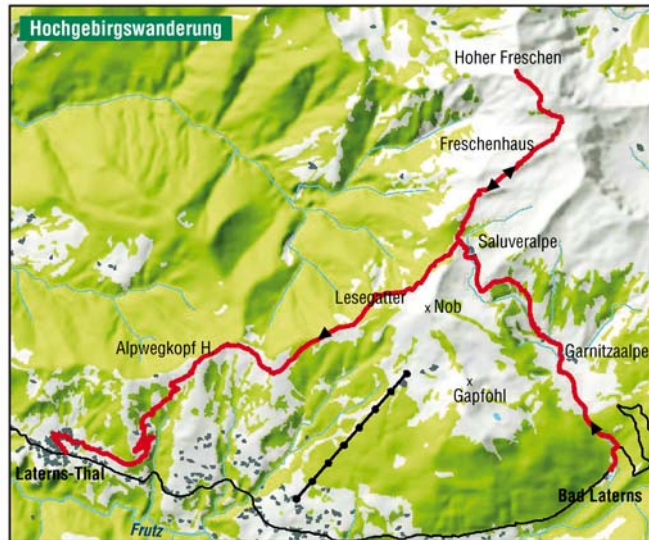 Hochgebirgswanderung
Hoher Freschen
Freschenhaus
Saluveralpe
Lesegatter
Nob
Alpwegkopf H
Garnitzaalpe
Gapfohl
Laterns-Thal
Bad Laterns
Frutz